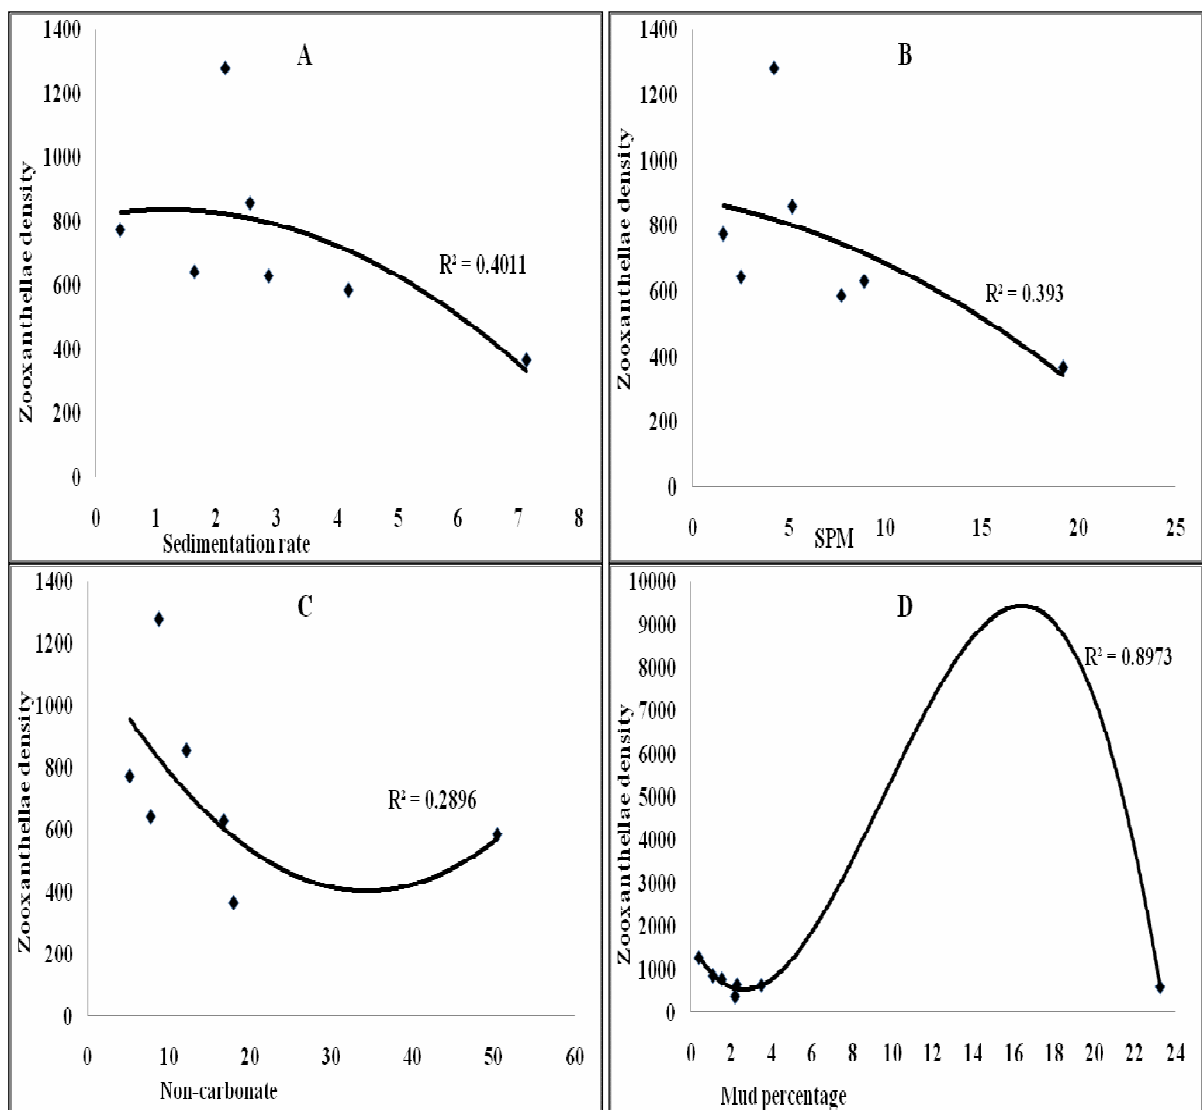 A
1400
1200
1000
800
600
400
200
0
Zooxanthellae density
R² = 0.4011
0 1 2 3 4 5 6 7 8
Sedimentation rate
B
1400
1200
1000
800
600
400
200
0
Zooxanthellae density
R² = 0.393
0 5 10 15 20 25
SPM
C
1400
1200
1000
800
600
400
200
0
Zooxanthellae density
R² = 0.2896
0 10 20 30 40 50 60
Non-carbonate
D
10000
9000
8000
7000
6000
5000
4000
3000
2000
1000
0
Zooxanthellae density
R² = 0.8973
0 2 4 6 8 10 12 14 16 18 20 22 24
Mud percentage